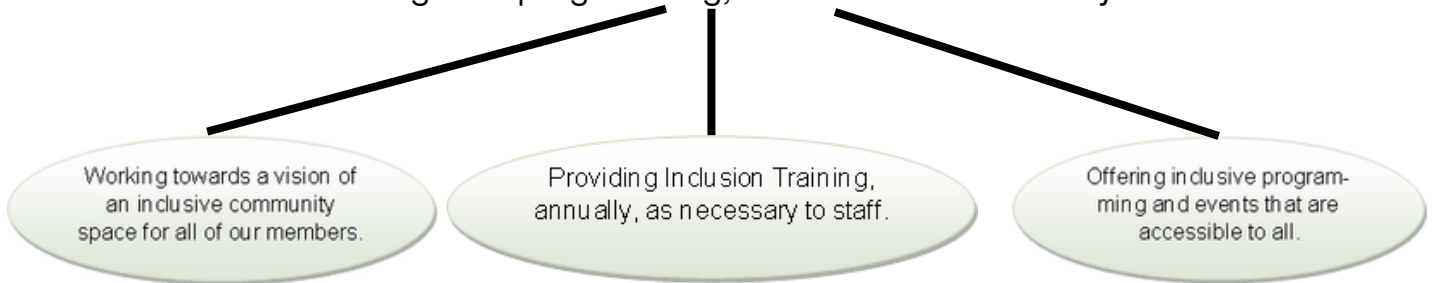 Working towards a vision of
an inclusive community
space for all of our members.
Providing Inclusion Training,
annually, as necessary to staff.
Offering inclusive program-
ming and events that are
accessible to all.